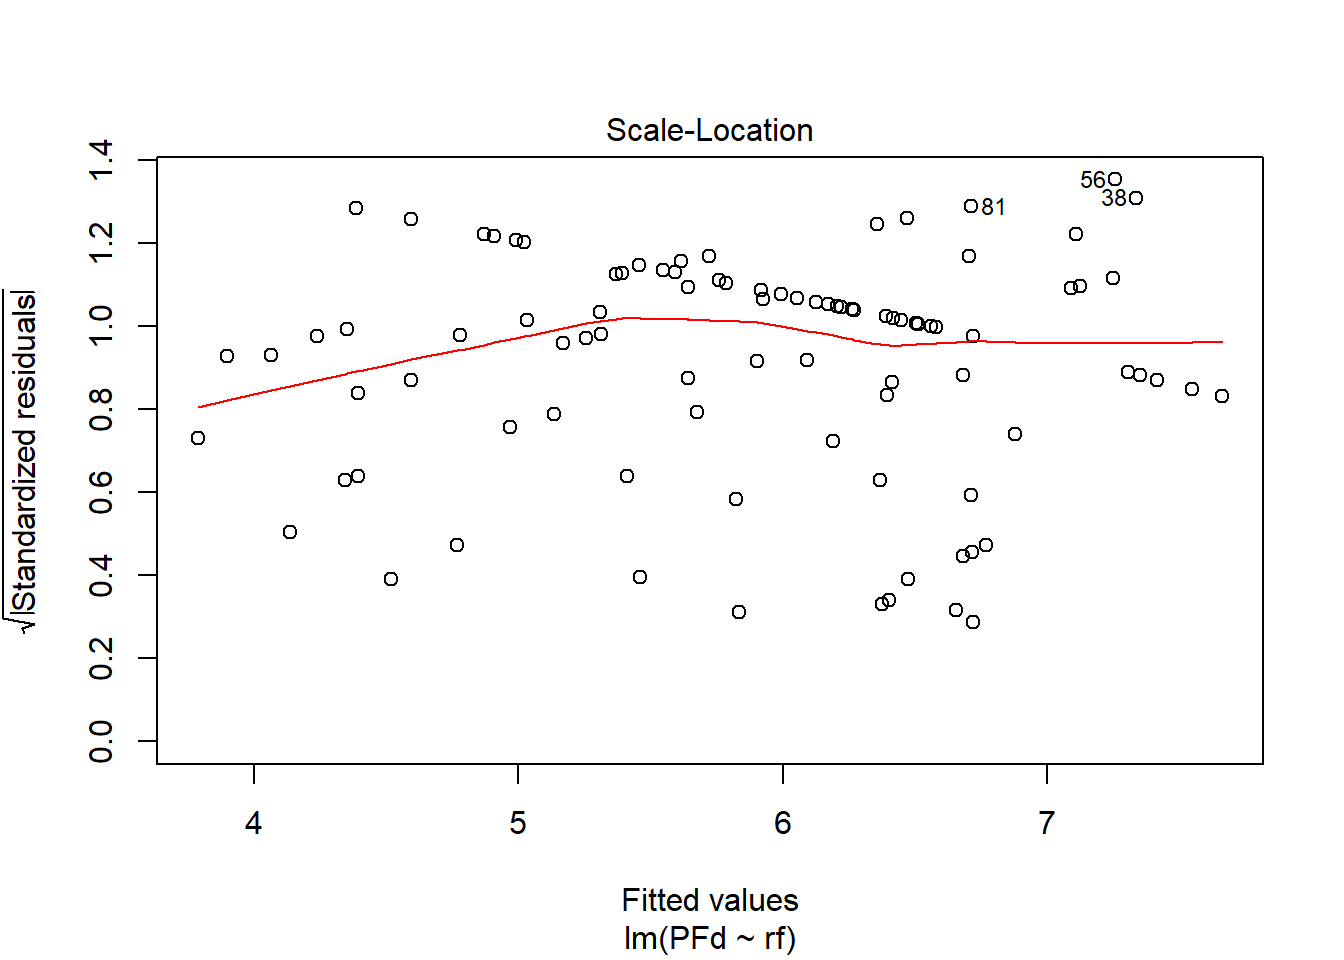 Scale-Location
√|Standardized residuals|
1.4
1.2
1.0
0.8
0.6
0.4
0.2
0.0
56
38
81
4 5 6 7
Fitted values
lm(PFd ~ rf)